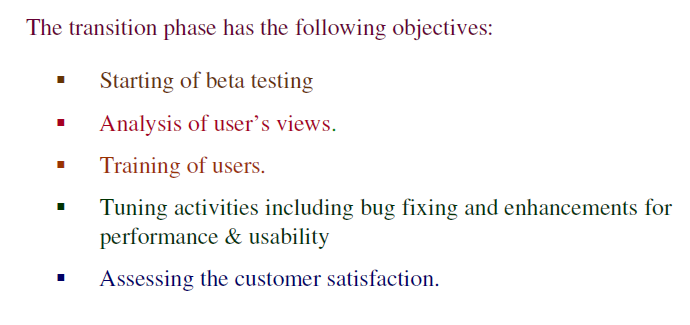 The transition phase has the following objectives:
▪ Starting of beta testing
▪ Analysis of user’s views.
▪ Training of users.
▪ Tuning activities including bug fixing and enhancements for
performance & usability
▪ Assessing the customer satisfaction.